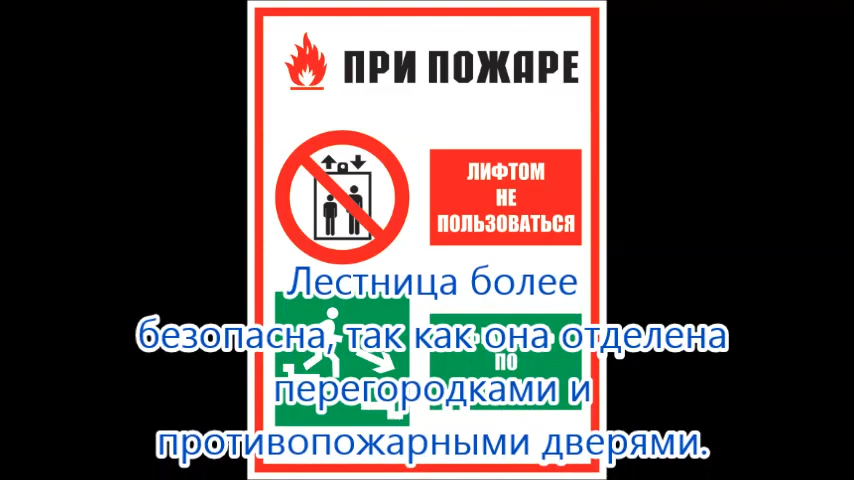 ПРИ ПОЖАРЕ
ЛИФТОМ
НЕ
ПОЛЬЗОВАТЬСЯ
Лестница более
безопасна, так как она отделена
ПО
перегородками и
противопожарными дверями.